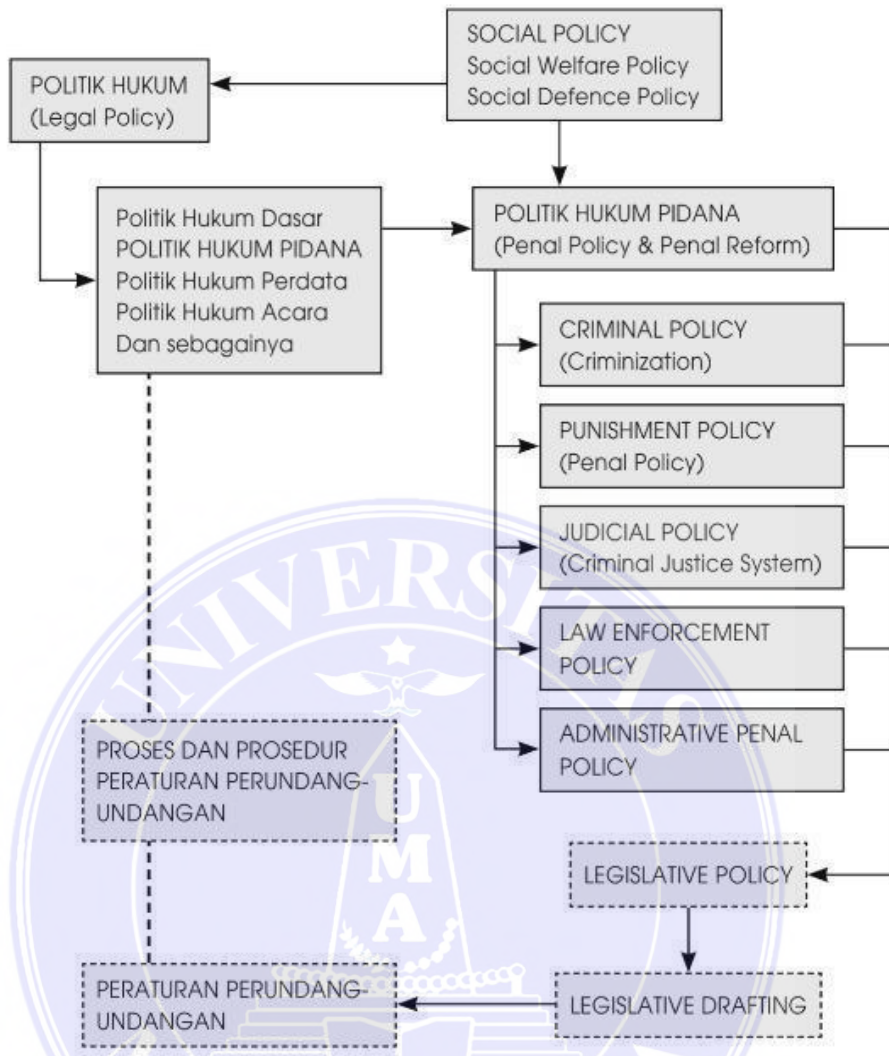 SOCIAL POLICY
Social Welfare Policy
Social Defence Policy
POLITIK HUKUM
(Legal Policy)
Politik Hukum Dasar
POLITIK HUKUM PIDANA
Politik Hukum Perdata
Politik Hukum Acara
Dan sebagainya
POLITIK HUKUM PIDANA
(Penal Policy & Penal Reform)
CRIMINAL POLICY
(Criminization)
PUNISHMENT POLICY
(Penal Policy)
JUDICIAL POLICY
(Criminal Justice System)
LAW ENFORCEMENT
POLICY
ADMINISTRATIVE PENAL
POLICY
PROSES DAN PROSEDUR
PERATURAN PERUNDANG-
UNDANGAN
LEGISLATIVE POLICY
LEGISLATIVE DRAFTING
PERATURAN PERUNDANG-
UNDANGAN
UNIVERSITAS
UMA